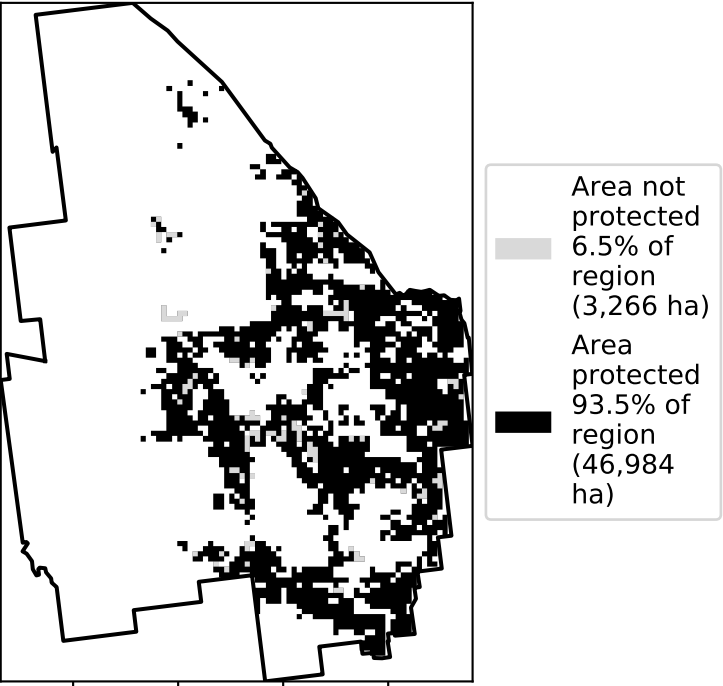 Area not
protected
6.5% of
region
(3,266 ha)
Area
protected
93.5% of
region
(46,984
ha)